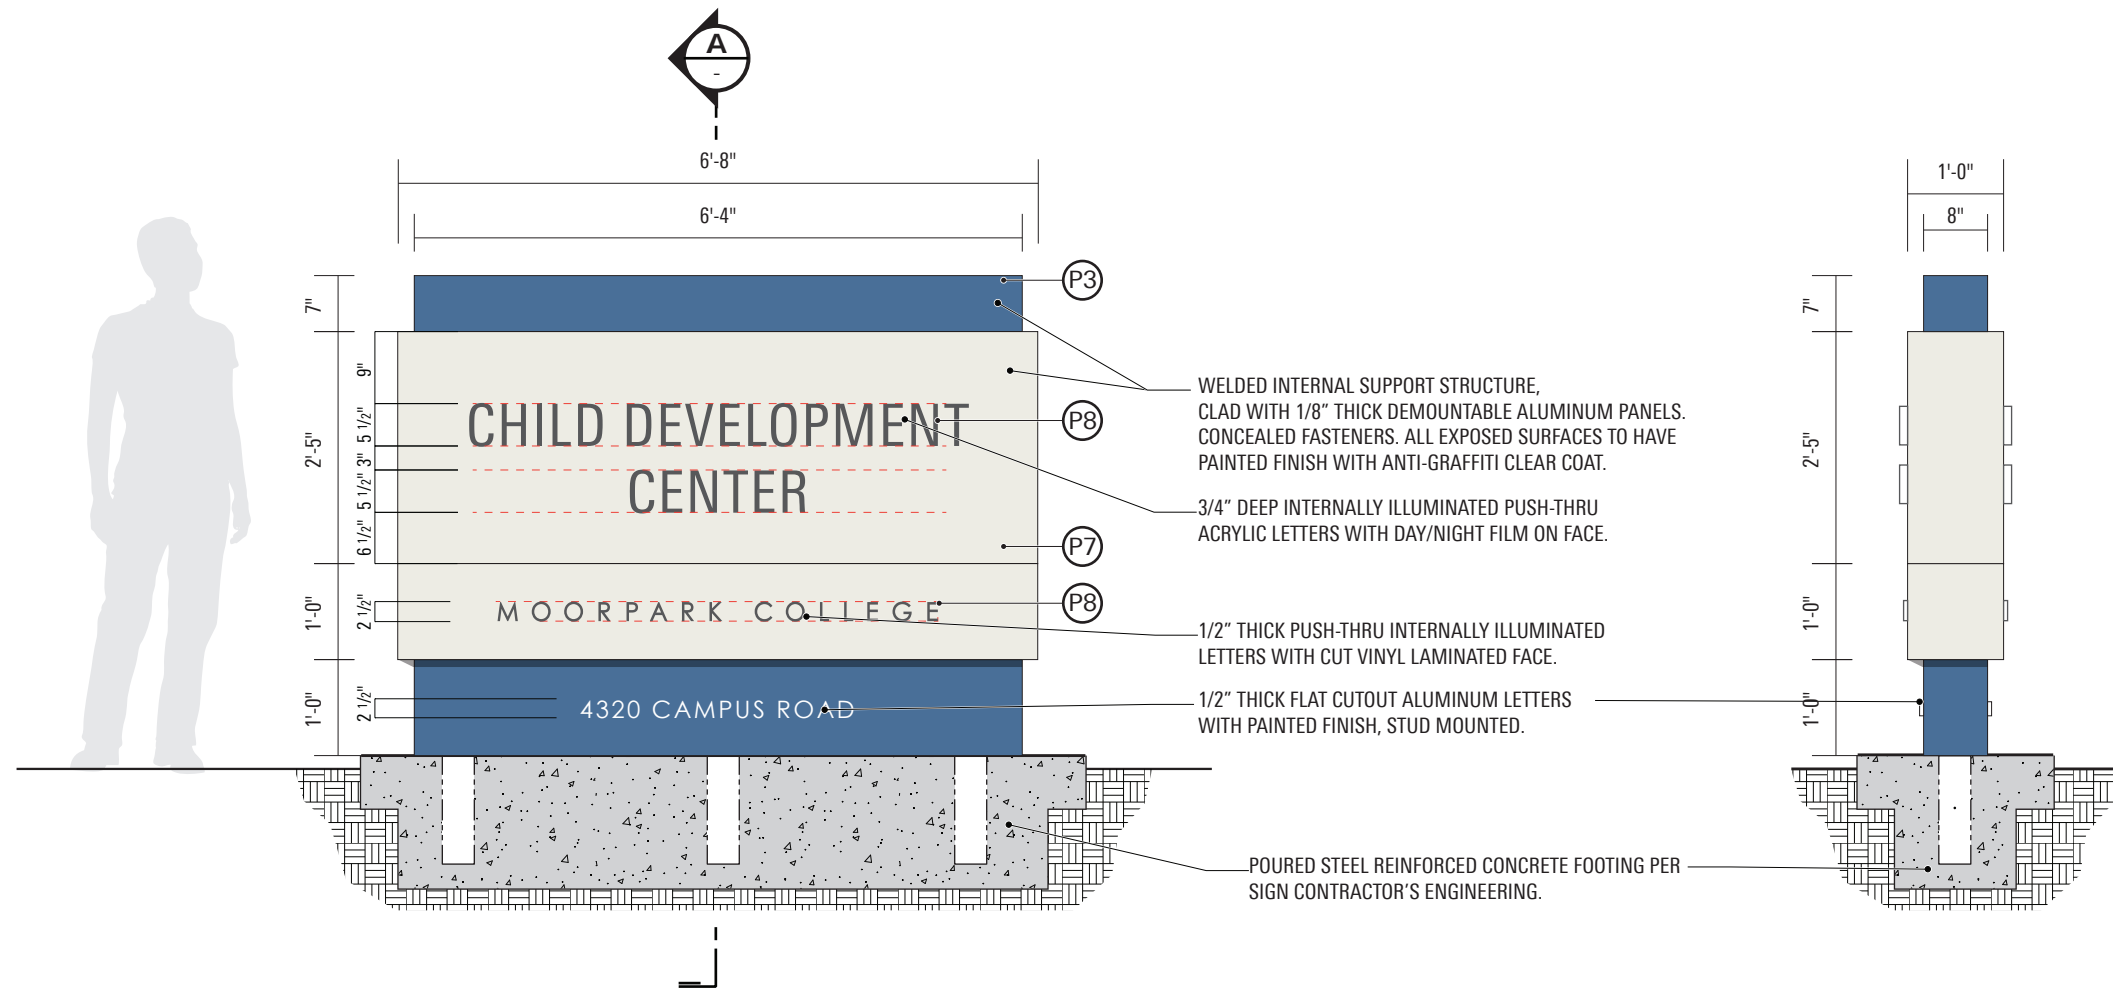 A
-
6'-8"
6'-4"
1'-0"
8"
7"
2'-5"
1'-0"
1'-0"
9"
5 1/2"
3"
5 1/2"
6 1/2"
2 1/2"
2 1/2"
CHILD DEVELOPMENT
CENTER
MOORPARK COLLEGE
4320 CAMPUS ROAD
P3
P8
P7
P8
WELDED INTERNAL SUPPORT STRUCTURE,
CLAD WITH 1/8” THICK DEMOUNTABLE ALUMINUM PANELS.
CONCEALED FASTENERS. ALL EXPOSED SURFACES TO HAVE
PAINTED FINISH WITH ANTI-GRAFFITI CLEAR COAT.
3/4” DEEP INTERNALLY ILLUMINATED PUSH-THRU
ACRYLIC LETTERS WITH DAY/NIGHT FILM ON FACE.
1/2” THICK PUSH-THRU INTERNALLY ILLUMINATED
LETTERS WITH CUT VINYL LAMINATED FACE.
1/2” THICK FLAT CUTOUT ALUMINUM LETTERS
WITH PAINTED FINISH, STUD MOUNTED.
POURED STEEL REINFORCED CONCRETE FOOTING PER
SIGN CONTRACTOR’S ENGINEERING.
7"
2'-5"
1'-0"
1'-0"